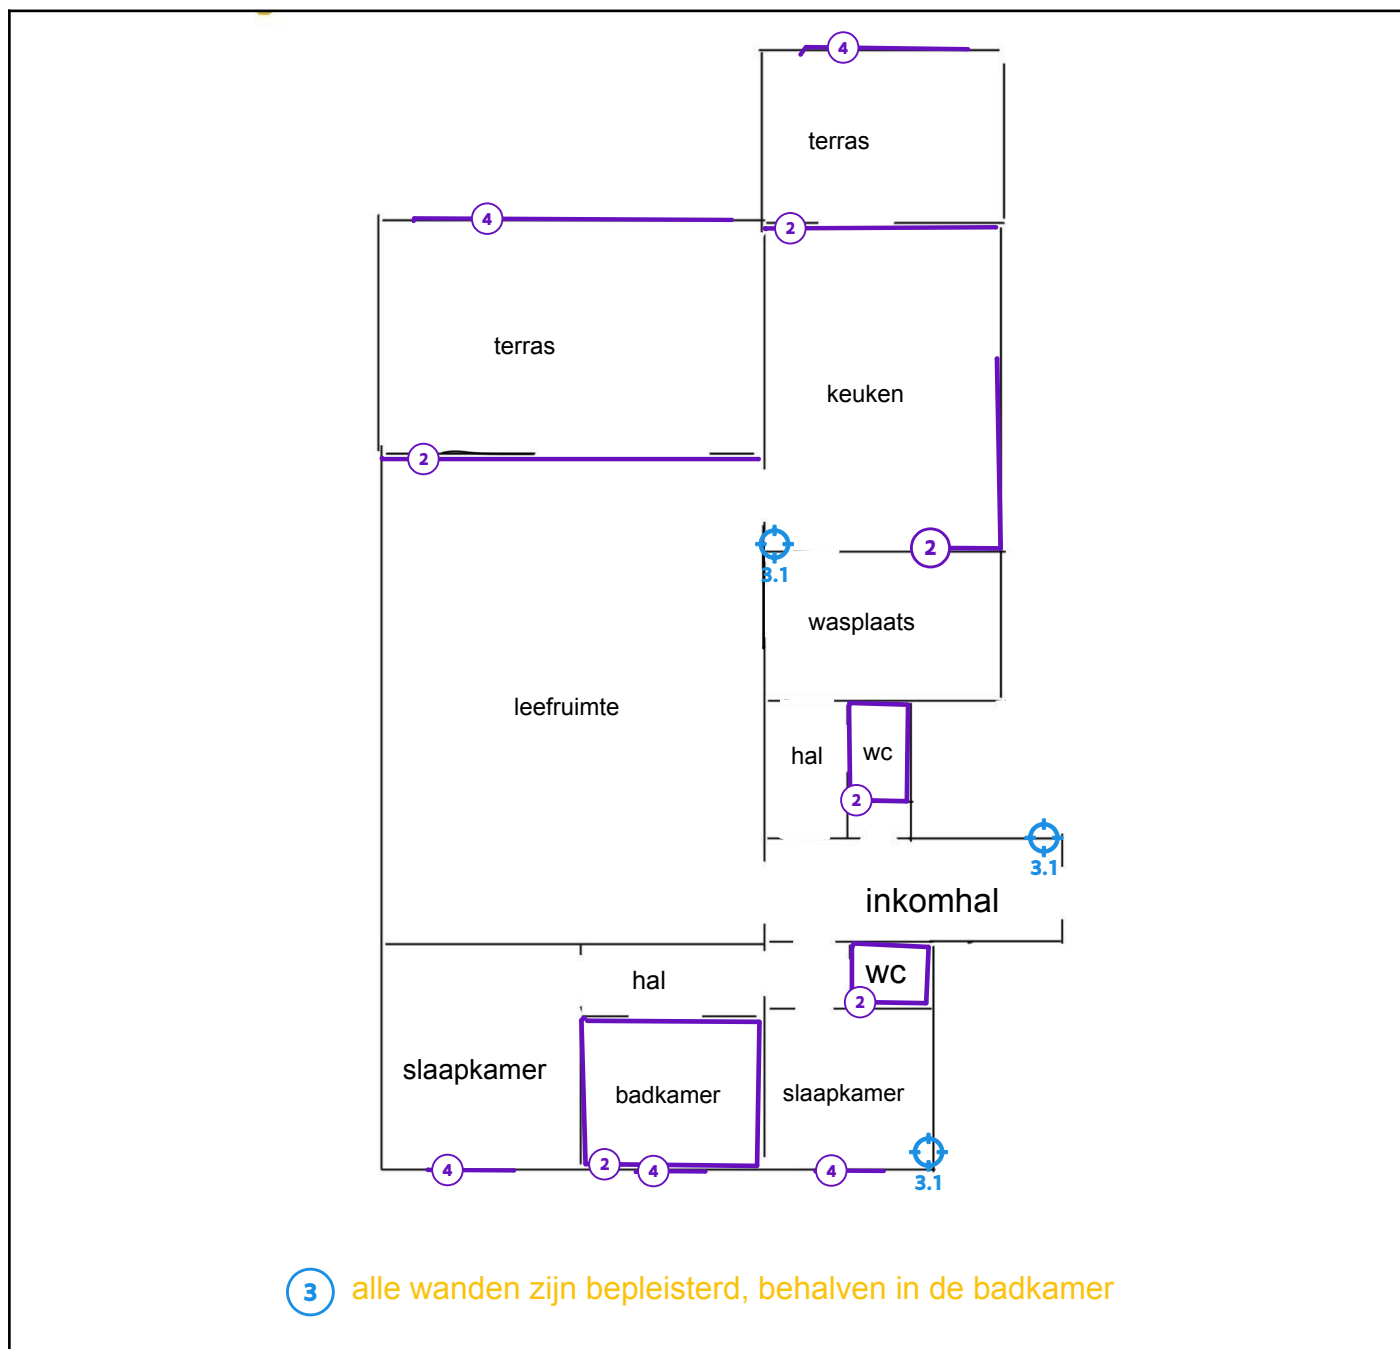 4
terras
4
2
terras
keuken
2
2
3.1
wasplaats
leefruimte
hal
wc
2
3.1
inkomhal
wc
hal
2
slaapkamer
badkamer
slaapkamer
4
2
4
4
3.1
3 alle wanden zijn bepleisterd, behalven in de badkamer